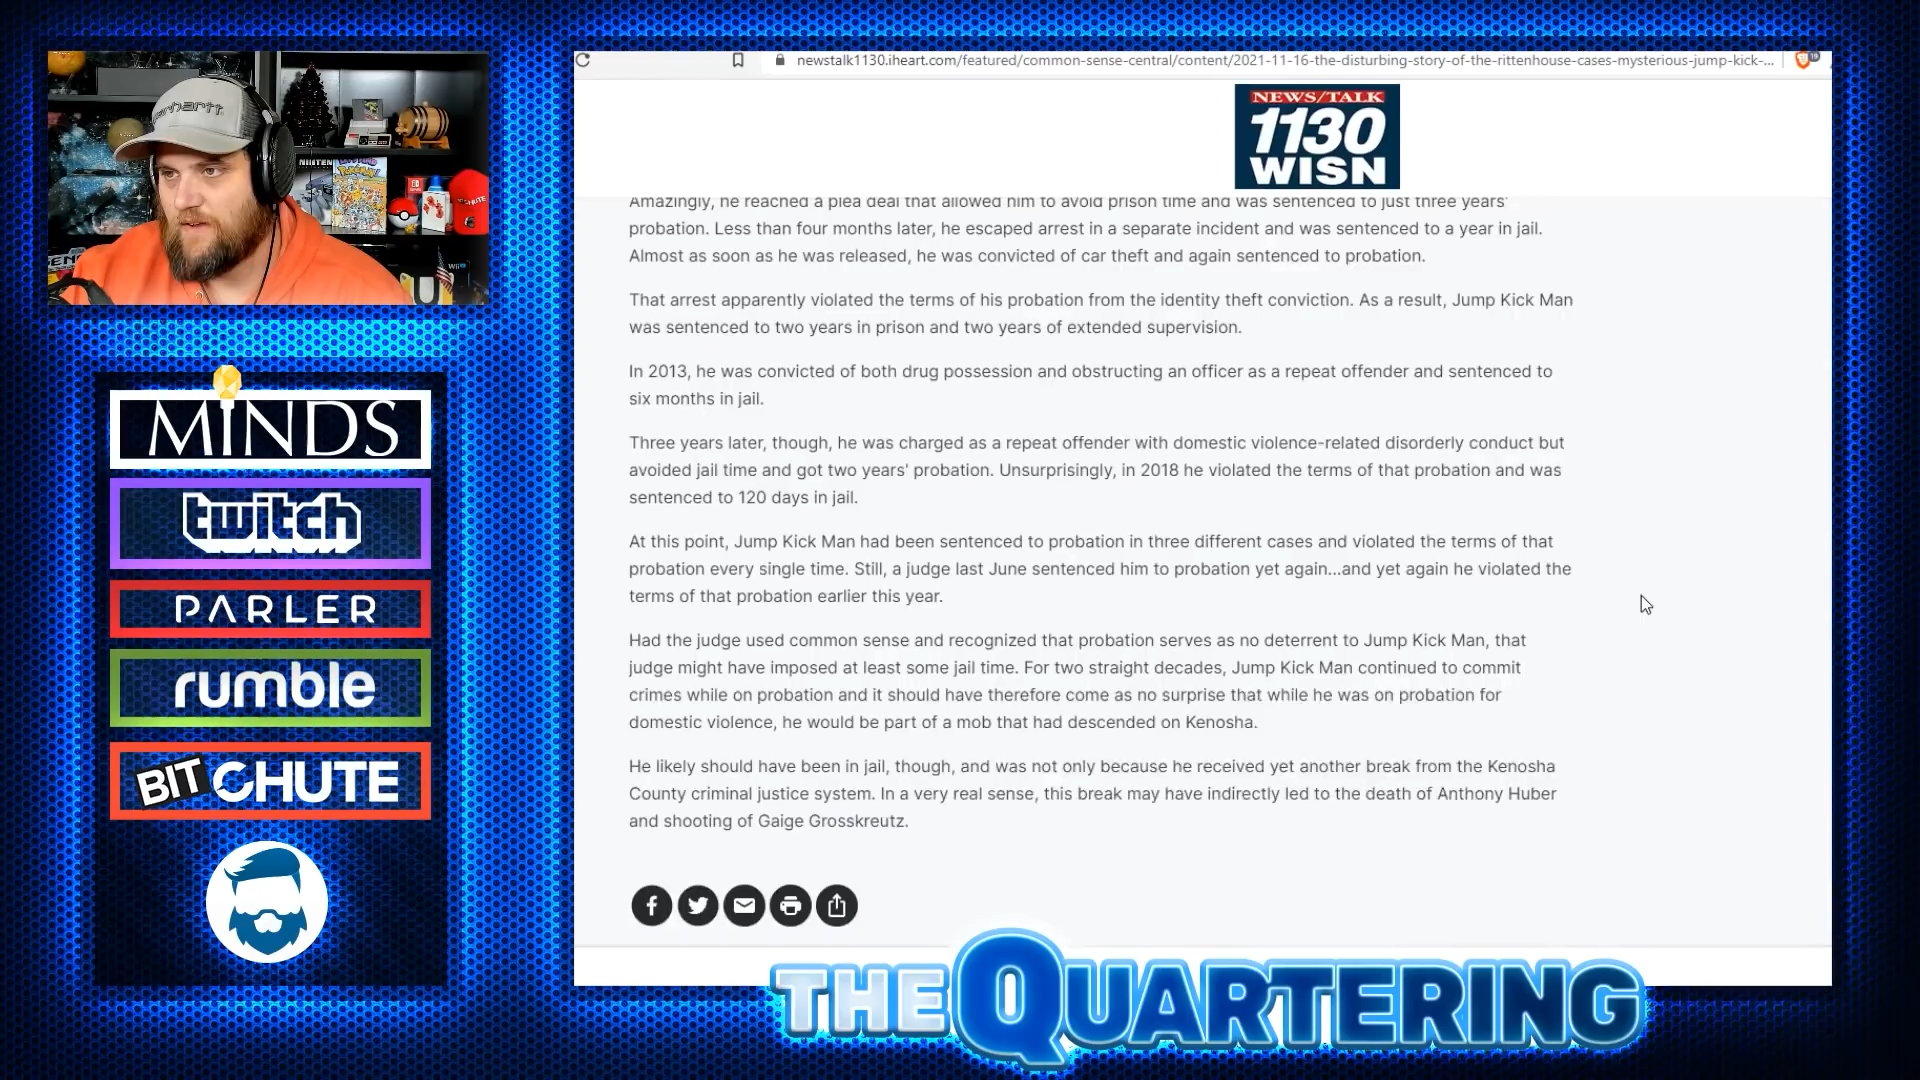 newstalk1130.iheart.com/featured/common-sense-central/content/2021-11-16-the-disturbing-story-of-the-rittenhouse-cases-mysterious-jump-kick-...
NEWS/TALK
1130
WISN
Amazingly, he reached a plea deal that allowed him to avoid prison time and was sentenced to just three years'
probation. Less than four months later, he escaped arrest in a separate incident and was sentenced to a year in jail.
Almost as soon as he was released, he was convicted of car theft and again sentenced to probation.
That arrest apparently violated the terms of his probation from the identity theft conviction. As a result, Jump Kick Man
was sentenced to two years in prison and two years of extended supervision.
In 2013, he was convicted of both drug possession and obstructing an officer as a repeat offender and sentenced to
six months in jail.
Three years later, though, he was charged as a repeat offender with domestic violence-related disorderly conduct but
avoided jail time and got two years' probation. Unsurprisingly, in 2018 he violated the terms of that probation and was
sentenced to 120 days in jail.
At this point, Jump Kick Man had been sentenced to probation in three different cases and violated the terms of that
probation every single time. Still, a judge last June sentenced him to probation yet again...and yet again he violated the
terms of that probation earlier this year.
Had the judge used common sense and recognized that probation serves as no deterrent to Jump Kick Man, that
judge might have imposed at least some jail time. For two straight decades, Jump Kick Man continued to commit
crimes while on probation and it should have therefore come as no surprise that while he was on probation for
domestic violence, he would be part of a mob that had descended on Kenosha.
He likely should have been in jail, though, and was not only because he received yet another break from the Kenosha
County criminal justice system. In a very real sense, this break may have indirectly led to the death of Anthony Huber
and shooting of Gaige Grosskreutz.
carhartt
MINDS
twitch
PARLER
rumble
BITCHUTE
THE QUARTERING